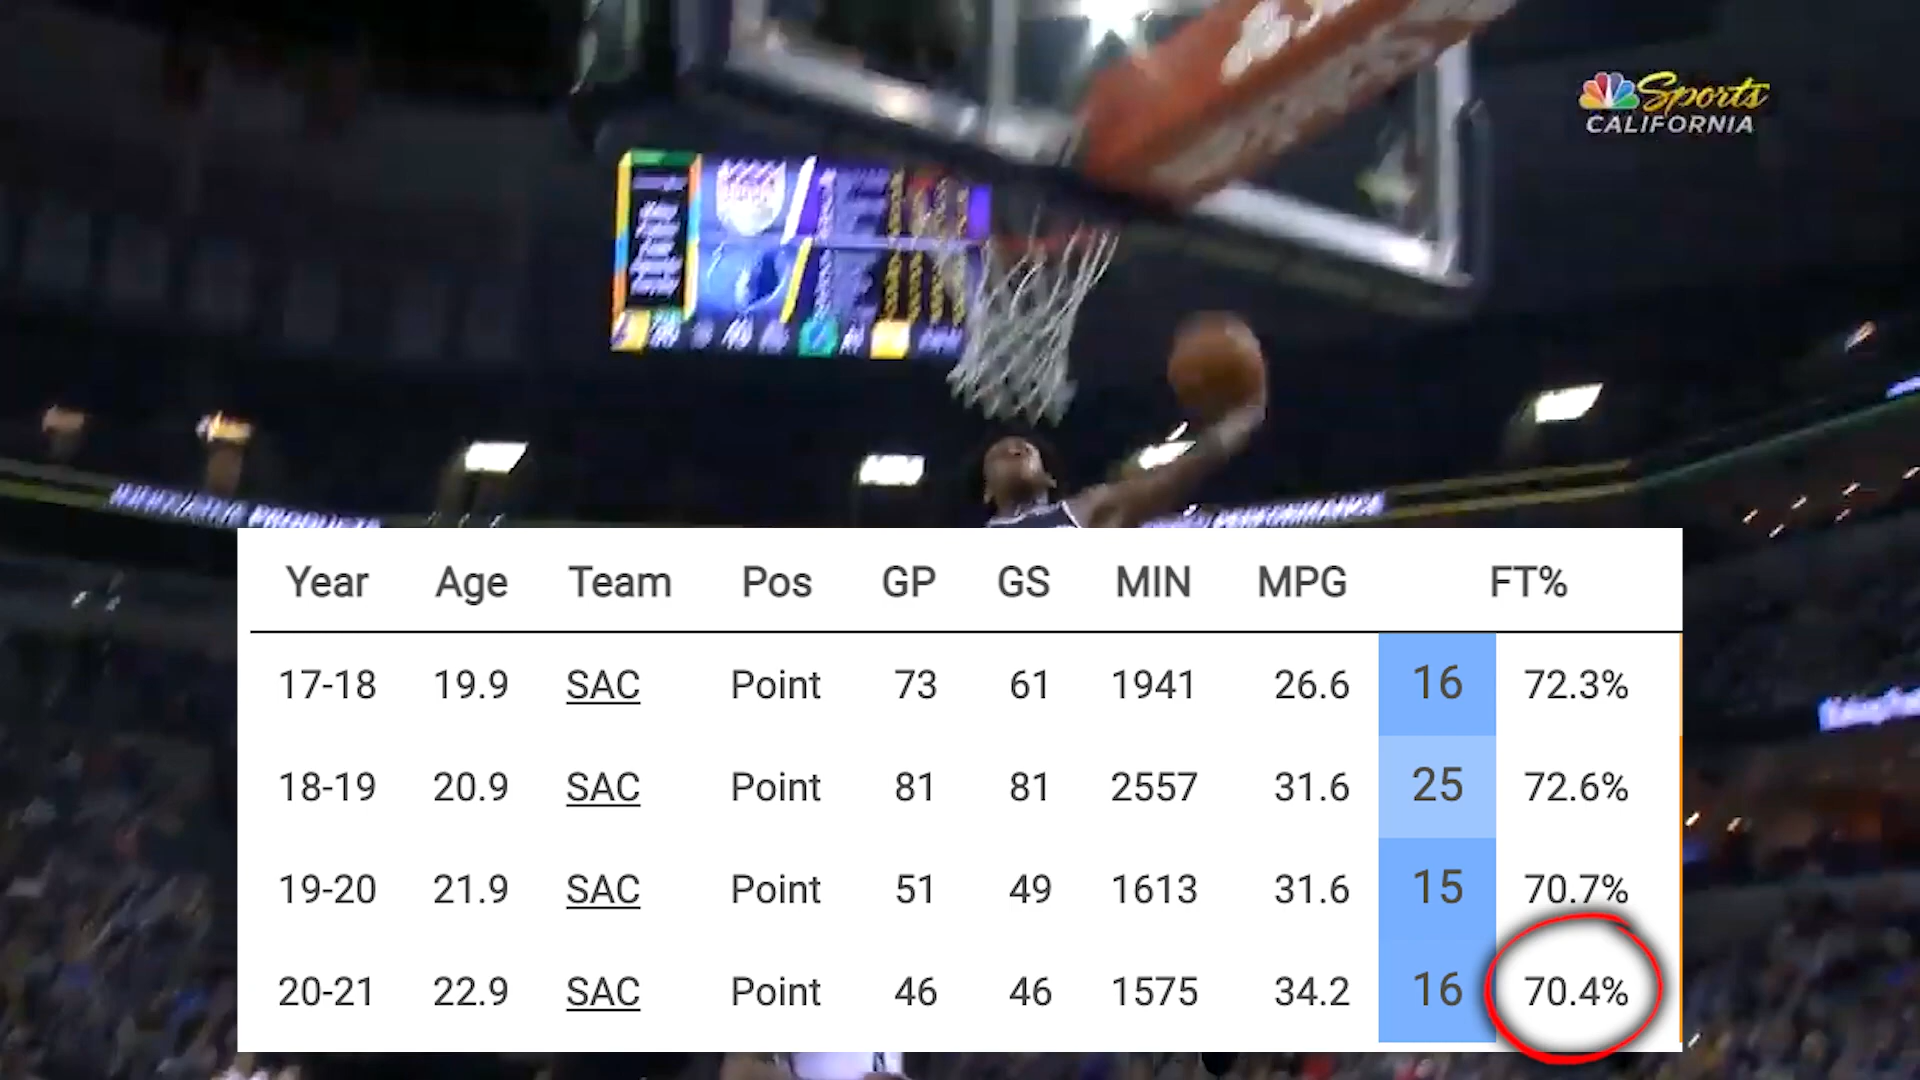 Sports
CALIFORNIA
Year Age Team Pos GP GS MIN MPG FT%
17-18 19.9 SAC Point 73 61 1941 26.6 16 72.3%
18-19 20.9 SAC Point 81 81 2557 31.6 25 72.6%
19-20 21.9 SAC Point 51 49 1613 31.6 15 70.7%
20-21 22.9 SAC Point 46 46 1575 34.2 16 70.4%